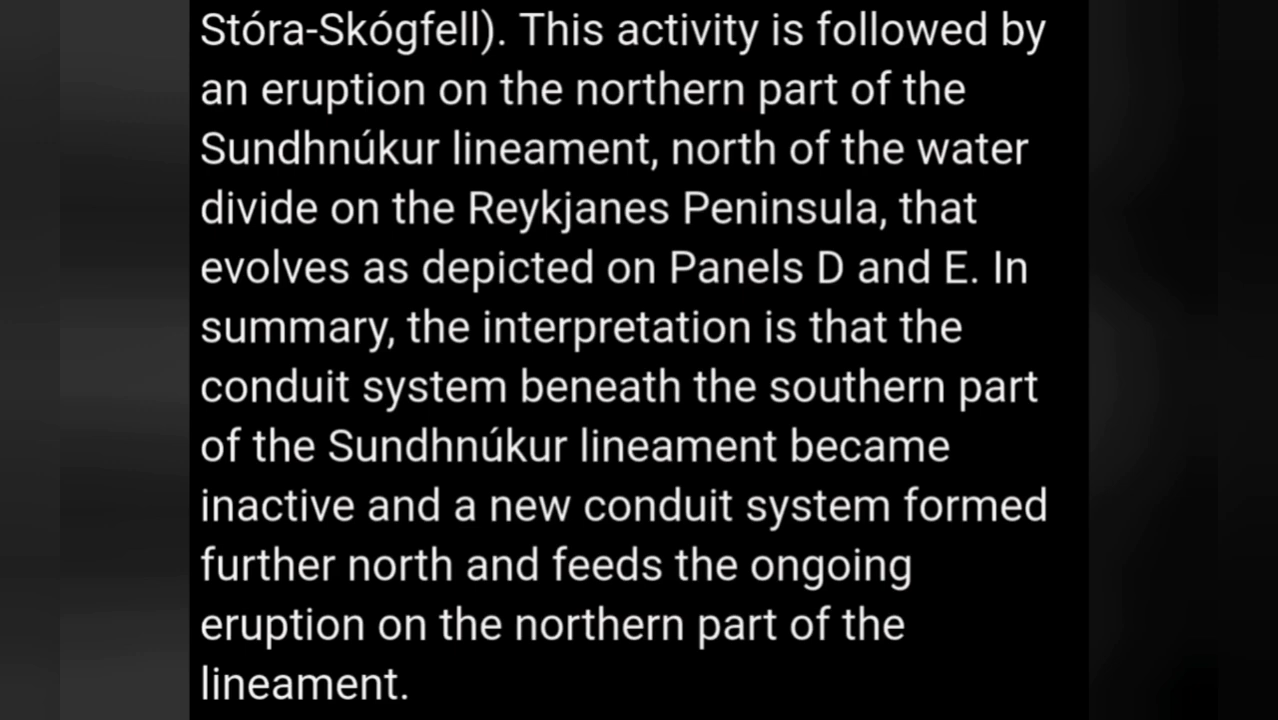 Stóra-Skógfell). This activity is followed by
an eruption on the northern part of the
Sundhnúkur lineament, north of the water
divide on the Reykjanes Peninsula, that
evolves as depicted on Panels D and E. In
summary, the interpretation is that the
conduit system beneath the southern part
of the Sundhnúkur lineament became
inactive and a new conduit system formed
further north and feeds the ongoing
eruption on the northern part of the
lineament.